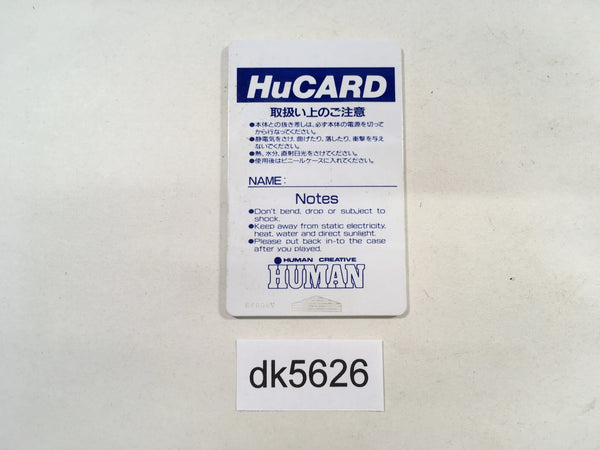 HuCARD
取扱い上のご注意
●本体との抜き差しは、必ず本体の電源を切って
から行なってください。
●静電気をさけ、曲げたり、落したり、衝撃を与え
ないでください。
●熱、水分、直射日光をさけてください。
●使用後はビニールケースに入れてください。
NAME:
Notes
●Don't bend, drop or subject to
shock.
●Keep away from static electricity,
heat, water and direct sunlight.
●Please put back in-to the case
after you played.
HUMAN CREATIVE
HUMAN
dk5626